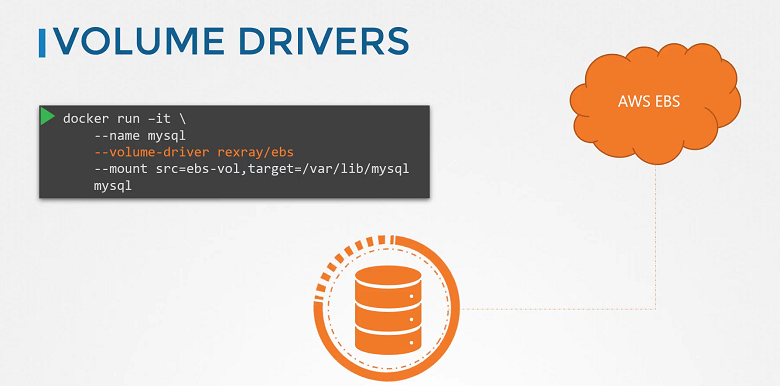 VOLUME DRIVERS
AWS EBS
docker run –it \
--name mysql
--volume-driver rexray/ebs
--mount src=ebs-vol,target=/var/lib/mysql
mysql